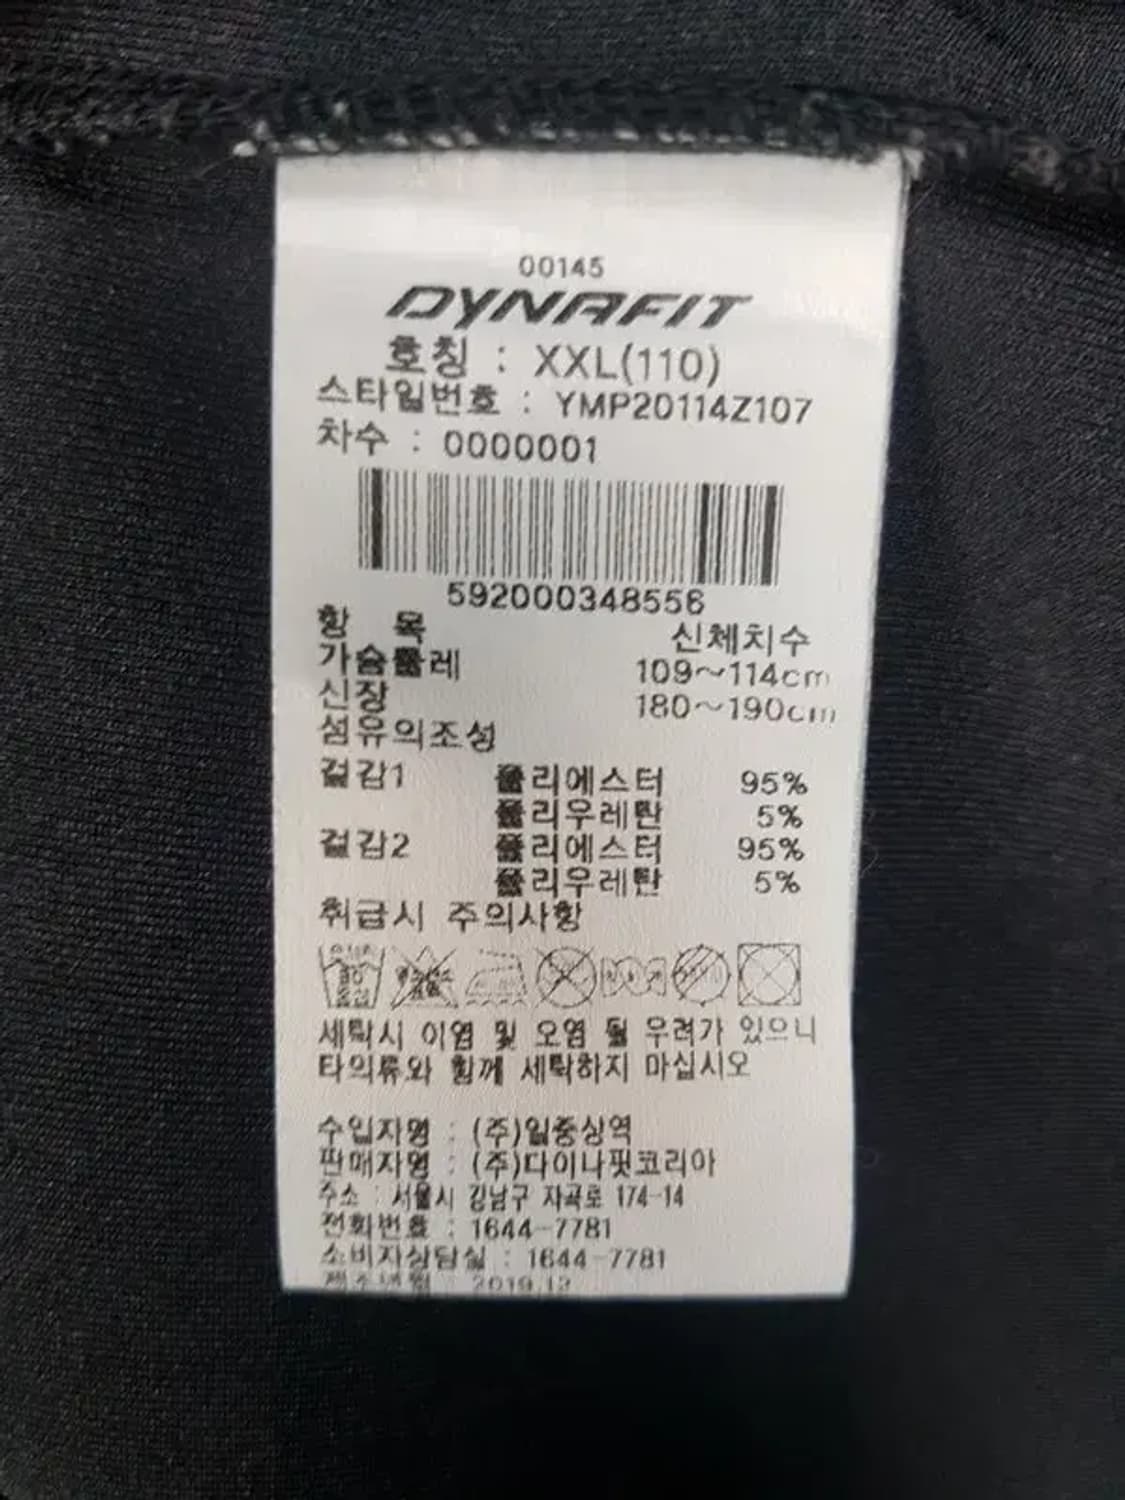 00145
DYNAFIT
호칭 : XXL(110)
스타일번호 : YMP20114Z107
차수 : 0000001
592000348556
항 목 신체치수
가슴둘레 109~114cm
신장 180~190cm
섬유의조성
겉감1 폴리에스터 95%
폴리우레탄 5%
겉감2 폴리에스터 95%
폴리우레탄 5%
취급시 주의사항
세탁시 이염 및 오염 될 우려가 있으니
타의류와 함께 세탁하지 마십시오
수입자명 : (주)일중상역
판매자명 : (주)다이나핏코리아
주소 : 서울시 강남구 자곡로 174-14
전화번호 : 1644-7781
소비자상담실 : 1644-7781
제조년월 : 2019.12